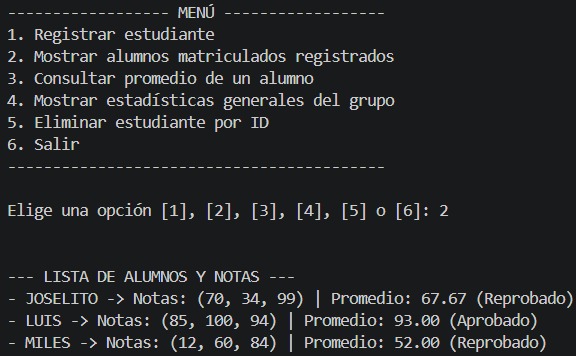 ------------------ MENÚ ------------------
1. Registrar estudiante
2. Mostrar alumnos matriculados registrados
3. Consultar promedio de un alumno
4. Mostrar estadísticas generales del grupo
5. Eliminar estudiante por ID
6. Salir
------------------------------------------
Elige una opción [1], [2], [3], [4], [5] o [6]: 2
--- LISTA DE ALUMNOS Y NOTAS ---
- JOSELITO -> Notas: (70, 34, 99) | Promedio: 67.67 (Reprobado)
- LUIS -> Notas: (85, 100, 94) | Promedio: 93.00 (Aprobado)
- MILES -> Notas: (12, 60, 84) | Promedio: 52.00 (Reprobado)